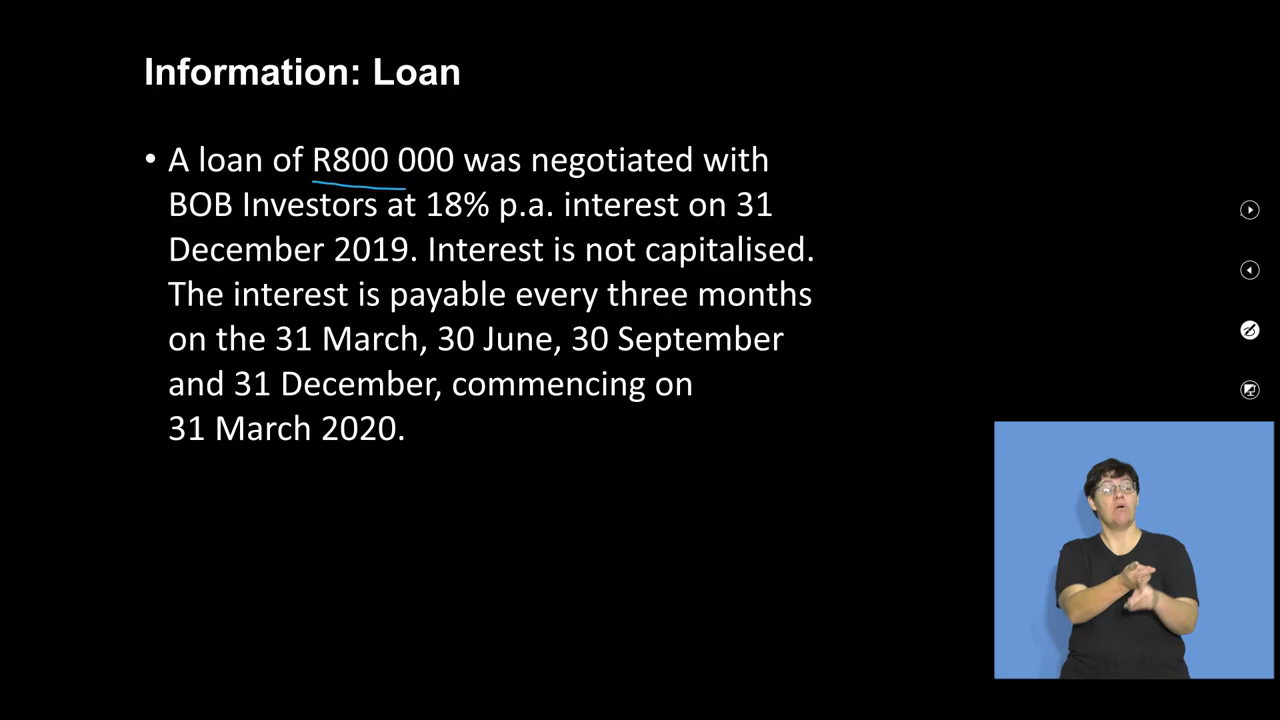 Information: Loan
• A loan of R800 000 was negotiated with
BOB Investors at 18% p.a. interest on 31
December 2019. Interest is not capitalised.
The interest is payable every three months
on the 31 March, 30 June, 30 September
and 31 December, commencing on
31 March 2020.